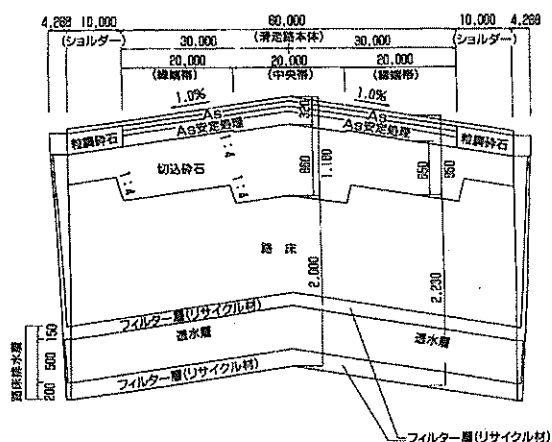 4,268 10,000 60,000 10,000 4,268
(ショルダー) 30,000 (滑走路本体) 30,000 (ショルダー)
20,000 20,000 20,000
(縁端帯) (中央帯) (縁端帯)
1.0% 1.0%
320
As As
As安定処理 As安定処理
粒調砕石 粒調砕石
1:4
切込砕石
1:4 1:4
860 1,180 650 950
路床
2,000 2,230
フィルター層(リサイクル材)
透水層 透水層
フィルター層(リサイクル材)
路床排水層
150
500
200
フィルター層(リサイクル材)